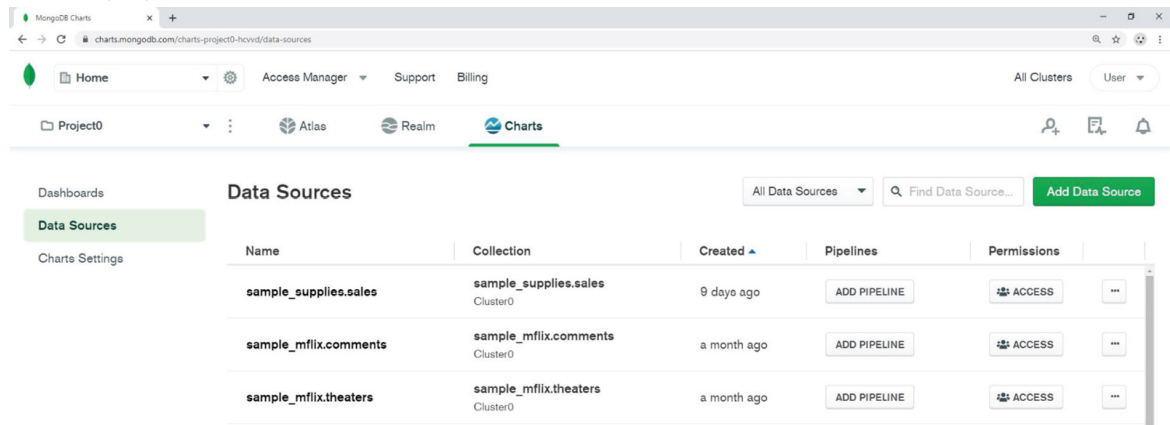 MongoDB Charts
charts.mongodb.com/charts-project0-hcvvd/data-sources
Home Access Manager Support Billing All Clusters User
Project0 Atlas Realm Charts
Dashboards
Data Sources
Charts Settings
Data Sources All Data Sources Find Data Source... Add Data Source
Name Collection Created Pipelines Permissions
sample_supplies.sales sample_supplies.sales 9 days ago ADD PIPELINE ACCESS
Cluster0
sample_mflix.comments sample_mflix.comments a month ago ADD PIPELINE ACCESS
Cluster0
sample_mflix.theaters sample_mflix.theaters a month ago ADD PIPELINE ACCESS
Cluster0